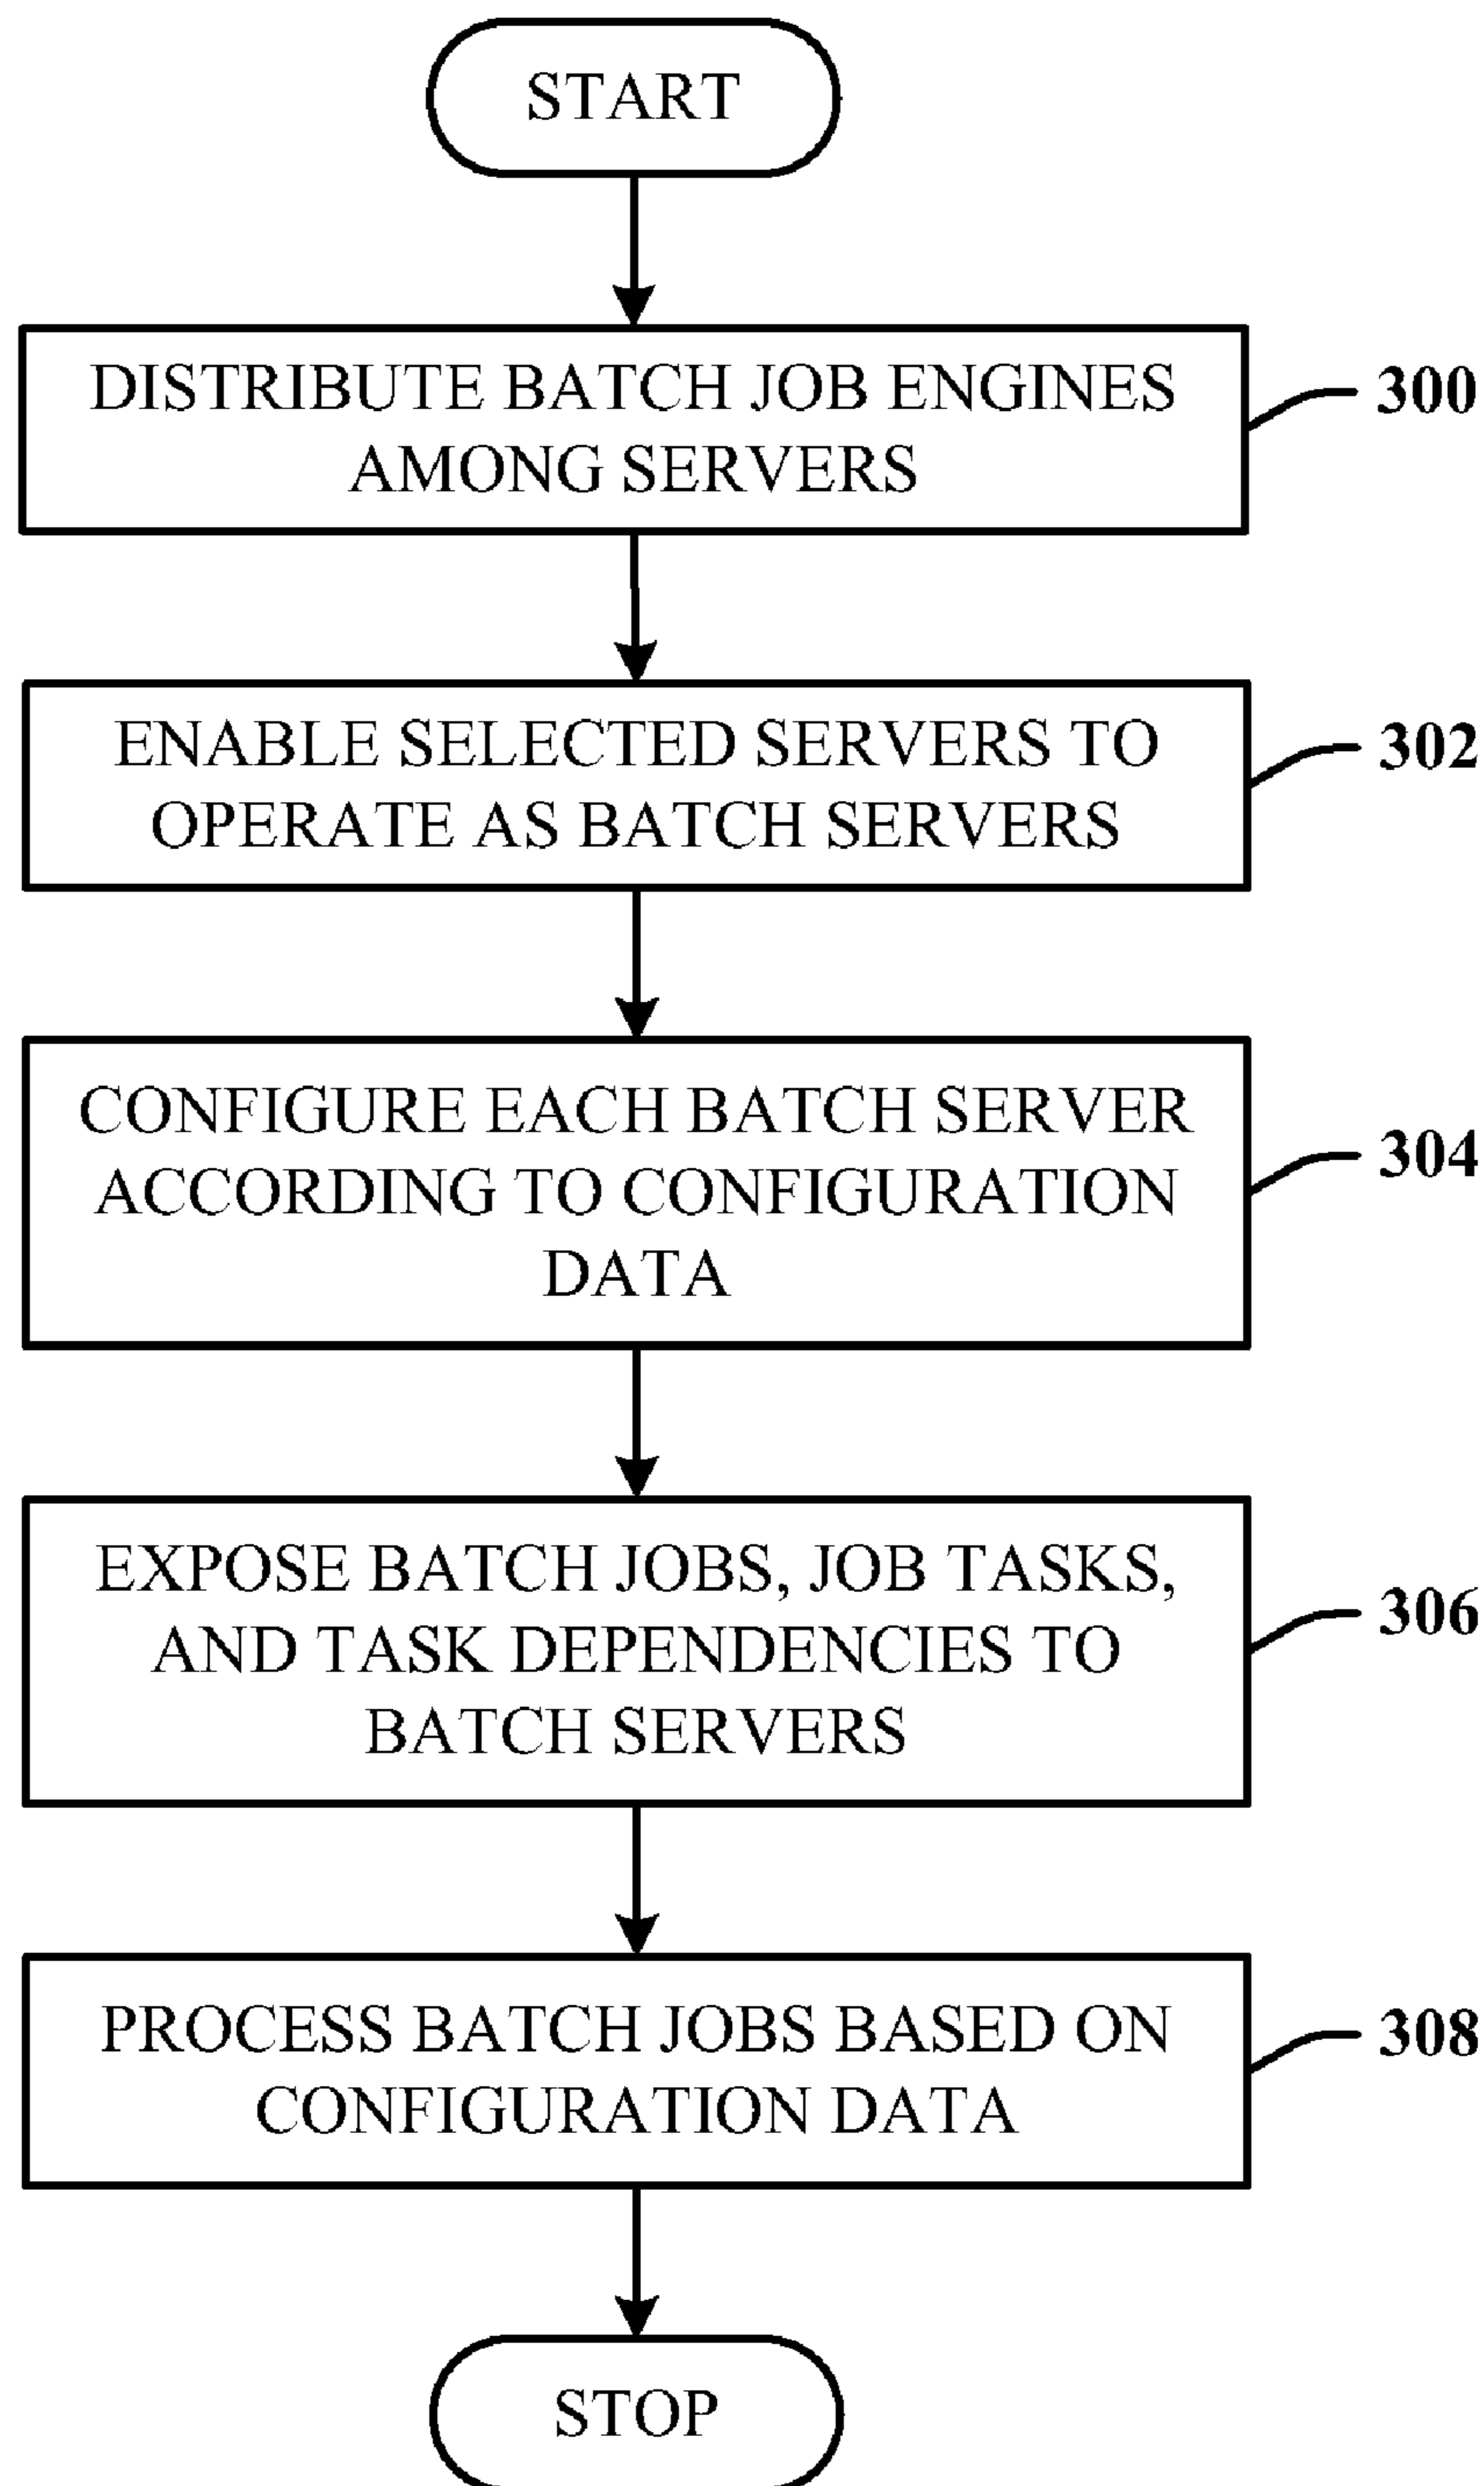 START
DISTRIBUTE BATCH JOB ENGINES
AMONG SERVERS
300
ENABLE SELECTED SERVERS TO
OPERATE AS BATCH SERVERS
302
CONFIGURE EACH BATCH SERVER
ACCORDING TO CONFIGURATION
DATA
304
EXPOSE BATCH JOBS, JOB TASKS,
AND TASK DEPENDENCIES TO
BATCH SERVERS
306
PROCESS BATCH JOBS BASED ON
CONFIGURATION DATA
308
STOP